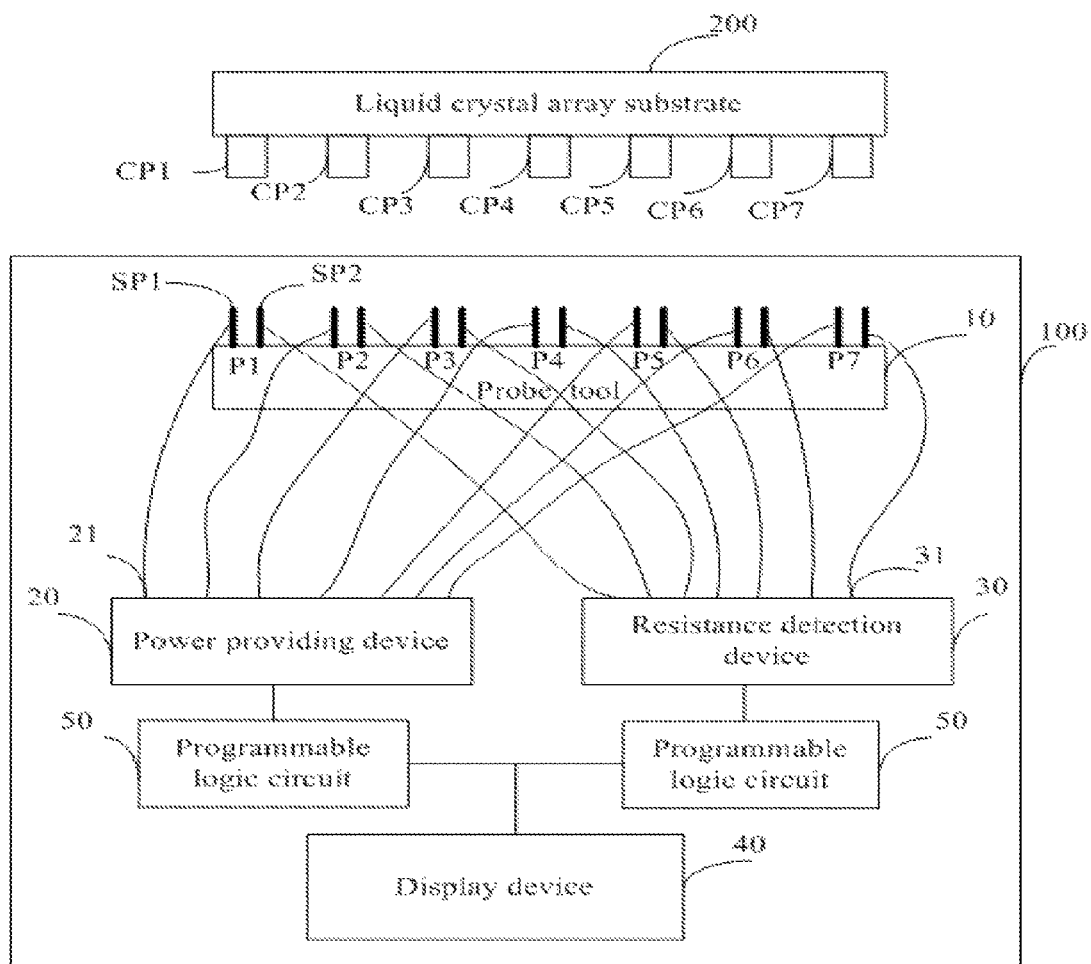 200
Liquid crystal array substrate
CP1
CP2
CP3
CP4
CP5
CP6
CP7
SP1
SP2
10
100
P1
P2
P3
P4
P5
P6
P7
Probe tool
21
31
20
30
Power providing device
Resistance detection
device
50
50
Programmable
logic circuit
Programmable
logic circuit
40
Display device